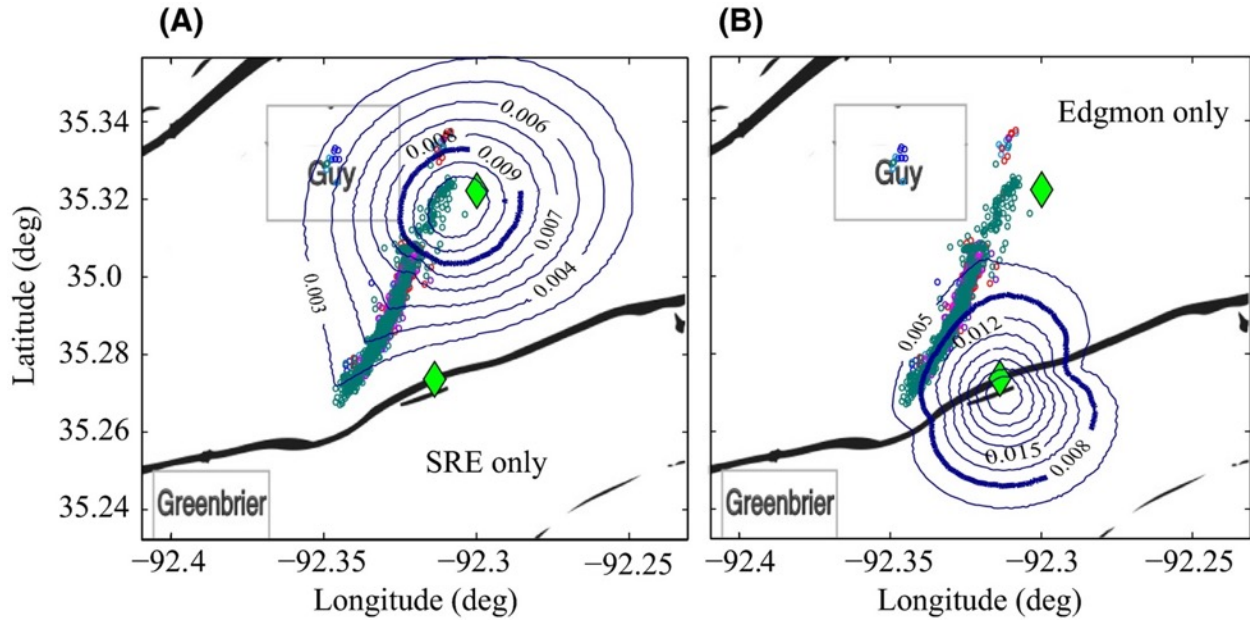 (A)
(B)
35.34
35.32
35.0
35.28
35.26
35.24
Latitude (deg)
Guy
0.006
0.008
0.009
0.007
0.004
0.003
SRE only
Greenbrier
−92.4
−92.35
−92.3
−92.25
Longitude (deg)
Edgmon only
Guy
0.005
0.012
0.015
0.008
Greenbrier
−92.4
−92.35
−92.3
−92.25
Longitude (deg)